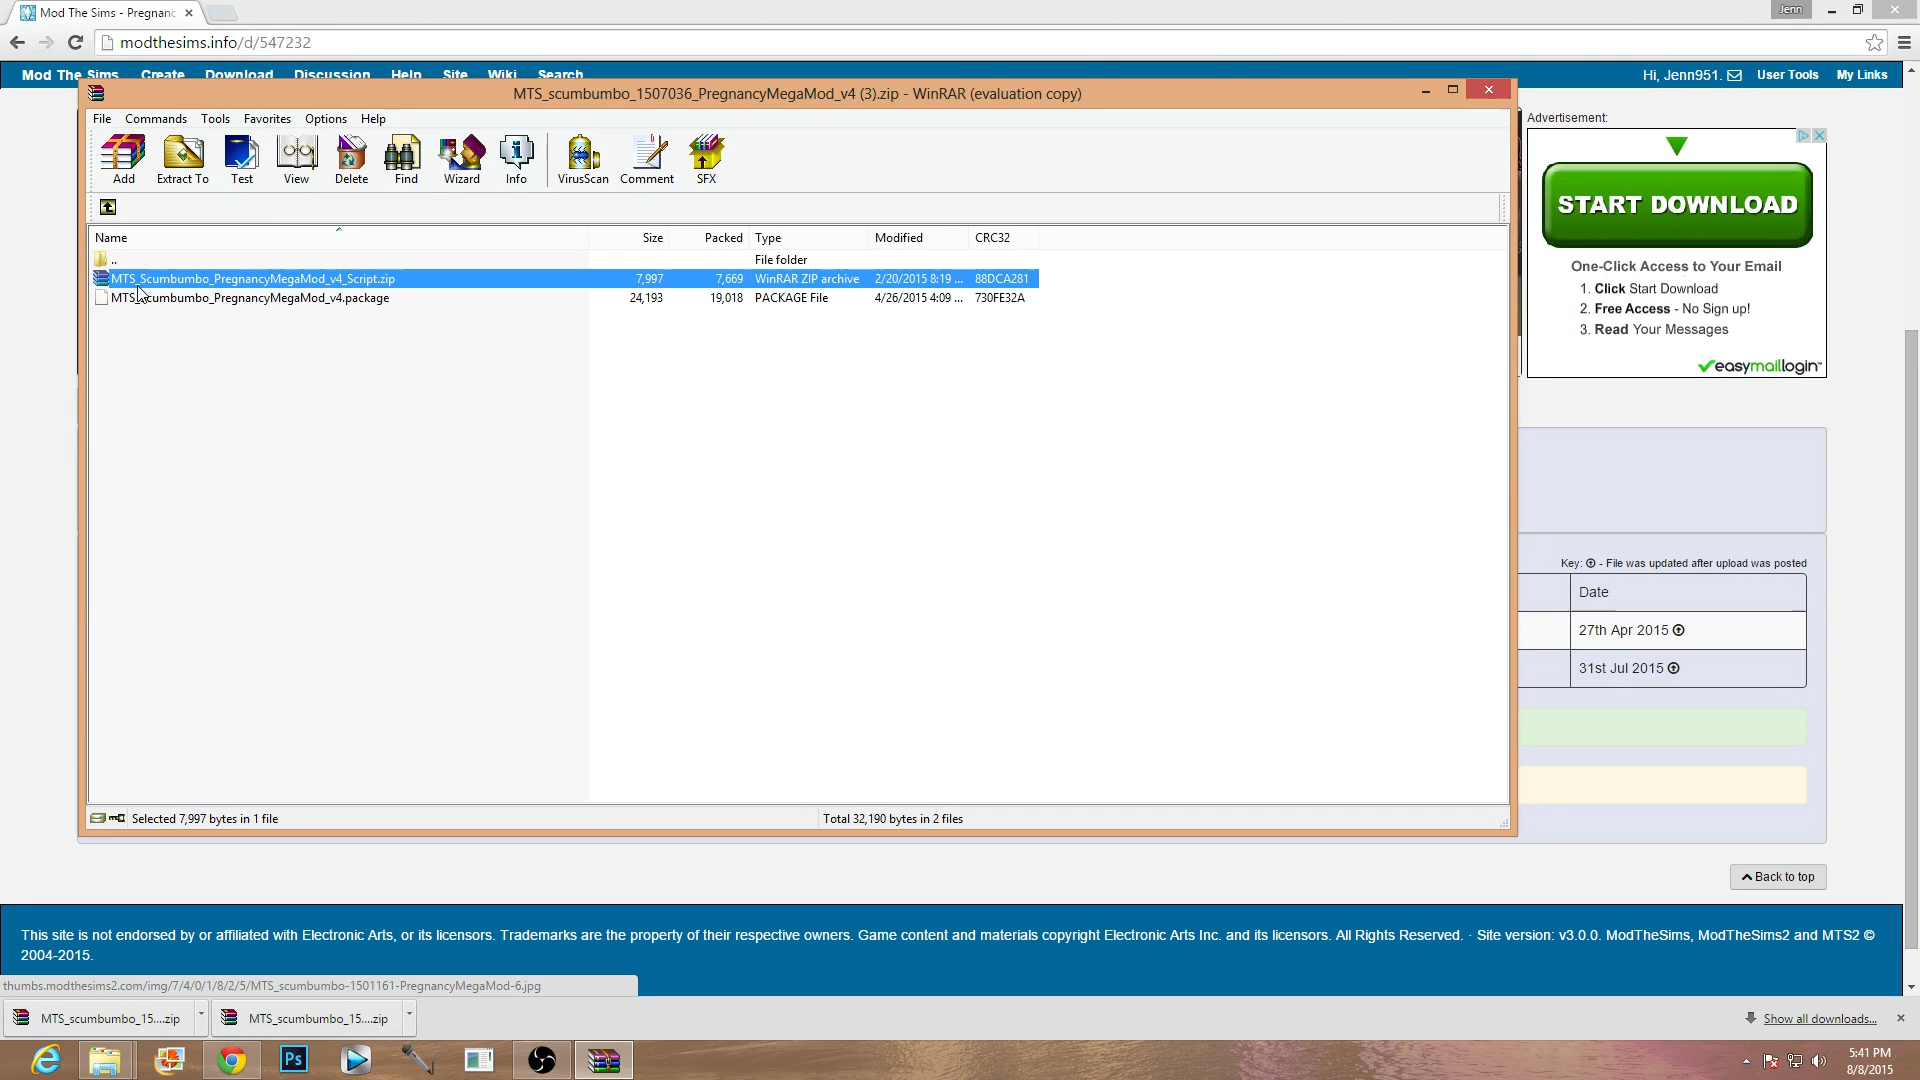 Mod The Sims - Pregnanc
Jenn
modthesims.info/d/547232
Mod The Sims Create Download Discussion Help Site Wiki Search
Hi, Jenn951. User Tools My Links
MTS_scumbumbo_1507036_PregnancyMegaMod_v4 (3).zip - WinRAR (evaluation copy)
File Commands Tools Favorites Options Help
Add Extract To Test View Delete Find Wizard Info VirusScan Comment SFX
Name Size Packed Type Modified CRC32
.. File folder
MTS_Scumbumbo_PregnancyMegaMod_v4_Script.zip 7,997 7,669 WinRAR ZIP archive 2/20/2015 8:19 ... 88DCA281
MTS_Scumbumbo_PregnancyMegaMod_v4.package 24,193 19,018 PACKAGE File 4/26/2015 4:09 ... 730FE32A
Selected 7,997 bytes in 1 file
Total 32,190 bytes in 2 files
Advertisement:
START DOWNLOAD
One-Click Access to Your Email
1. Click Start Download
2. Free Access - No Sign up!
3. Read Your Messages
easymaillogin™
Key: - File was updated after upload was posted
Date
27th Apr 2015
31st Jul 2015
Back to top
This site is not endorsed by or affiliated with Electronic Arts, or its licensors. Trademarks are the property of their respective owners. Game content and materials copyright Electronic Arts Inc. and its licensors. All Rights Reserved. · Site version: v3.0.0. ModTheSims, ModTheSims2 and MTS2 ©
2004-2015.
thumbs.modthesims2.com/img/7/4/0/1/8/2/5/MTS_scumbumbo-1501161-PregnancyMegaMod-6.jpg
MTS_scumbumbo_15....zip
MTS_scumbumbo_15....zip
Show all downloads...
Ps
5:41 PM
8/8/2015